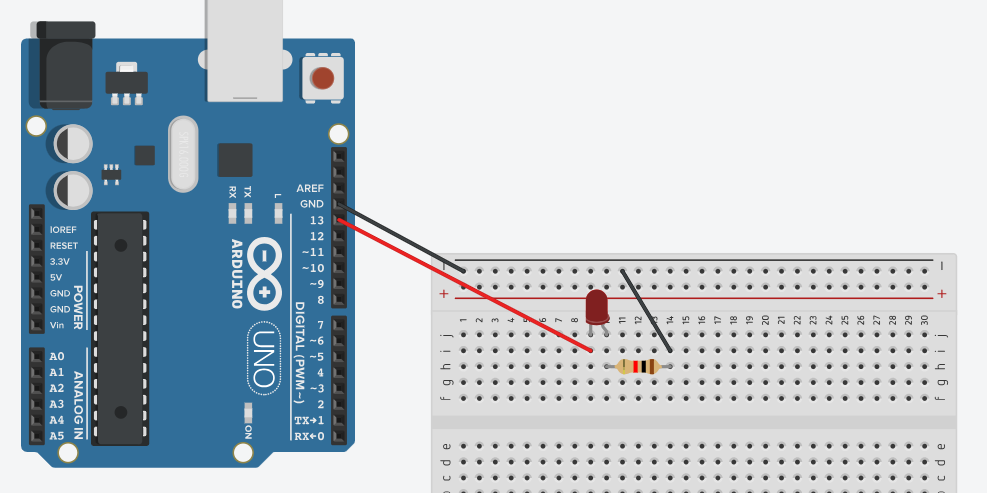 RX
TX
L
AREF
GND
13
12
~11
~10
~9
8
7
~6
~5
4
~3
2
TX→1
RX←0
DIGITAL (PWM~)
ARDUINO
UNO
ON
IOREF
RESET
3.3V
5V
GND
GND
Vin
POWER
A0
A1
A2
A3
A4
A5
ANALOG IN
− −
+ +
1 2 3 4 5 6 7 8 11 12 13 14 15 16 17 18 19 20 21 22 23 24 25 26 27 28 29 30
j j
i i
h h
g g
f f
e e
d d
c c